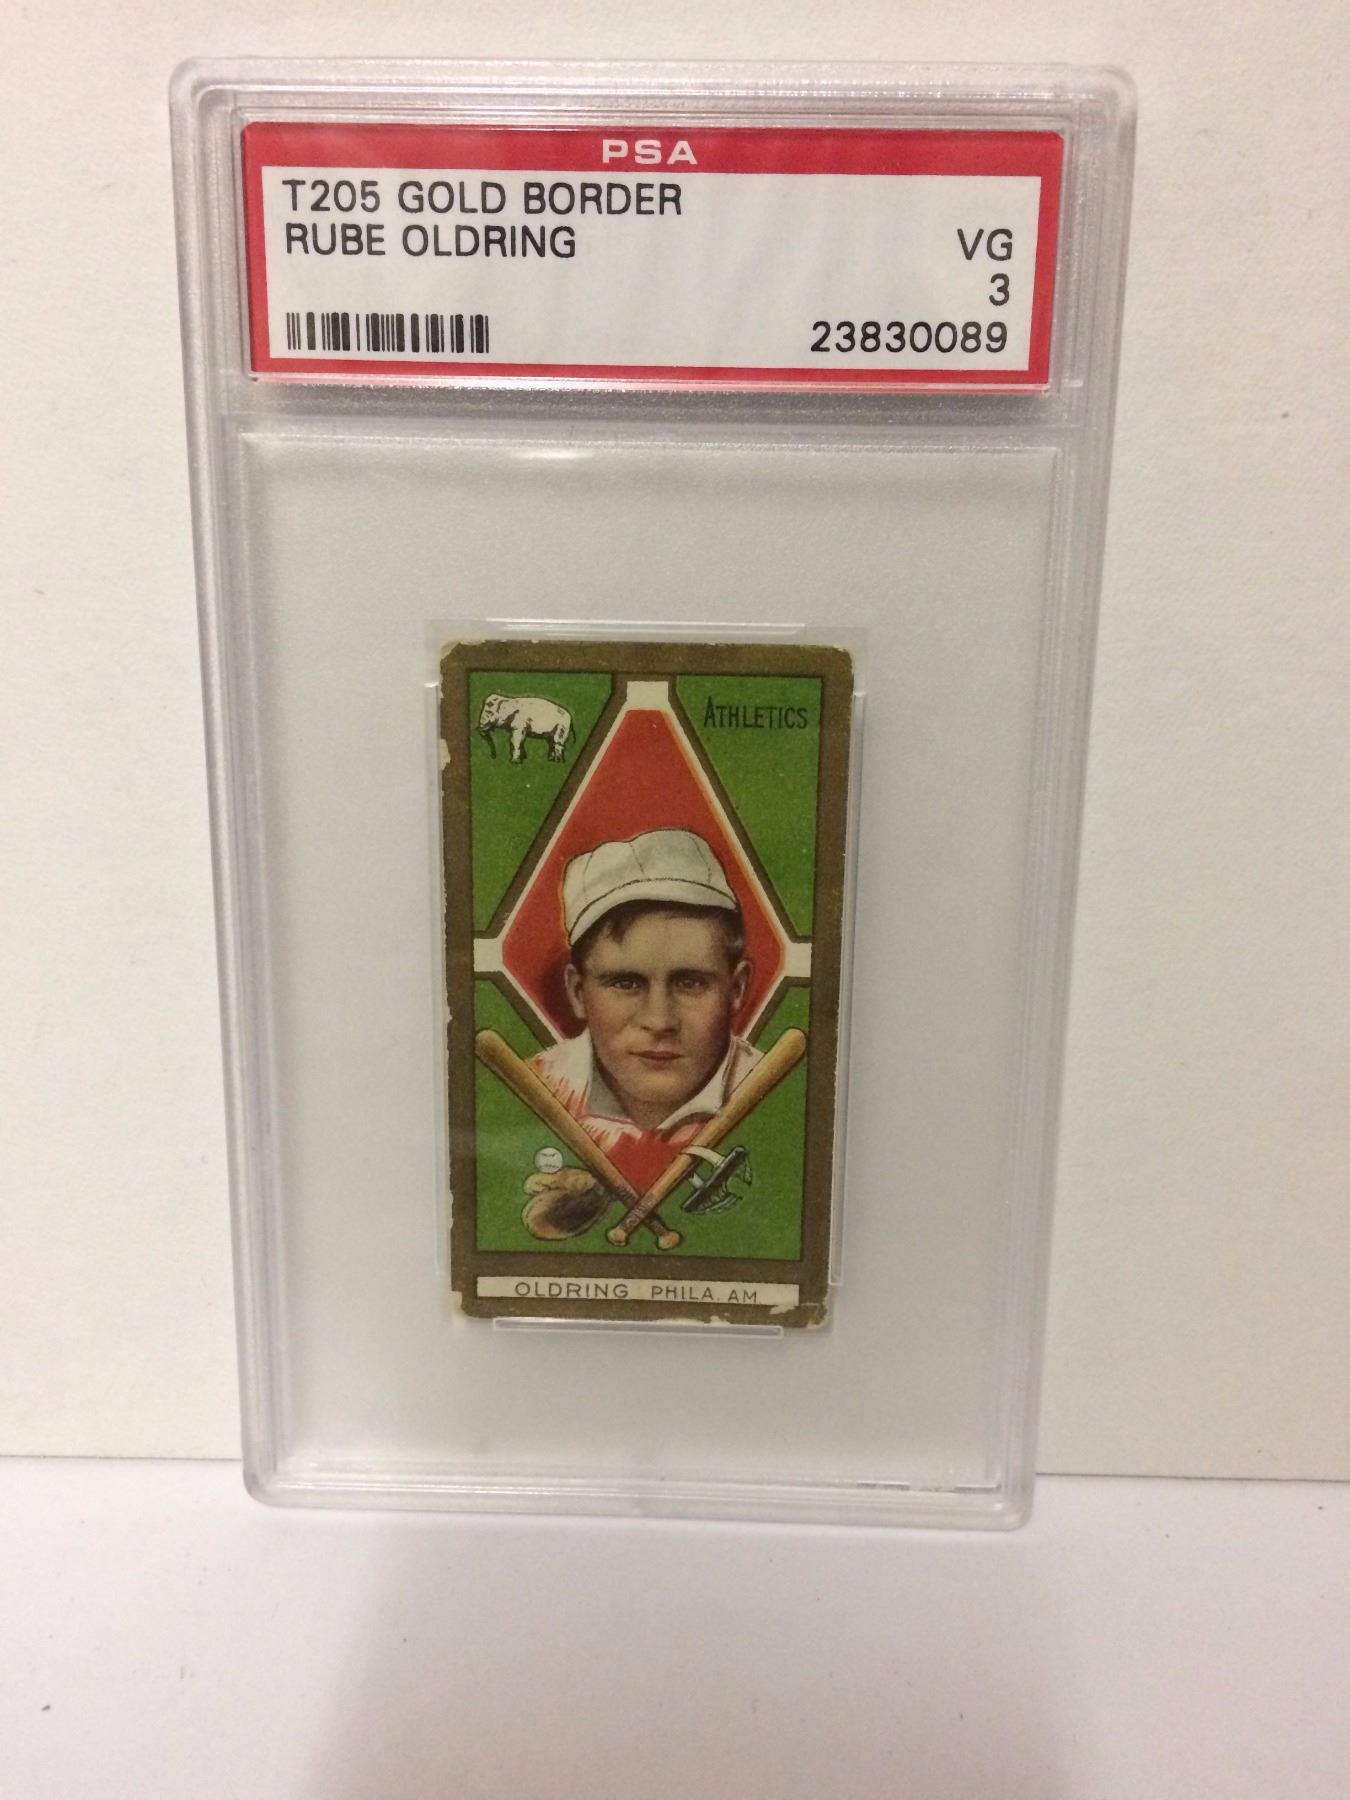 PSA
T205 GOLD BORDER
RUBE OLDRING
VG
3
23830089
ATHLETICS
OLDRING PHILA. AM.